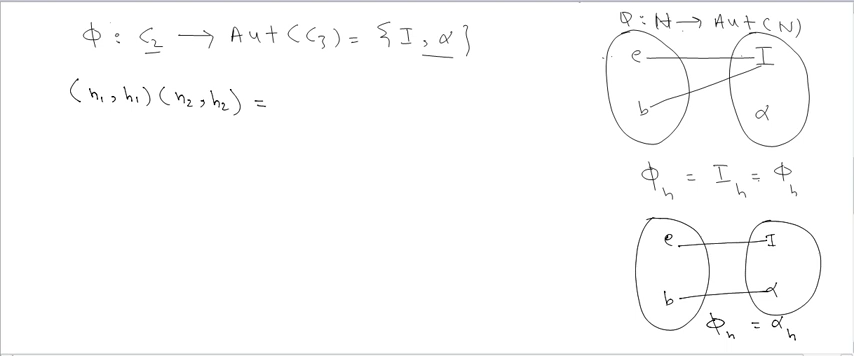 Φ : C₂ → Aut(C₃) = {I, α}
(n₁, h₁)(n₂, h₂) =
Φ : H → Aut(N)
e I
b α
Φₕ = Iₕ = Φₕ
e I
b α
Φₕ = αₕ